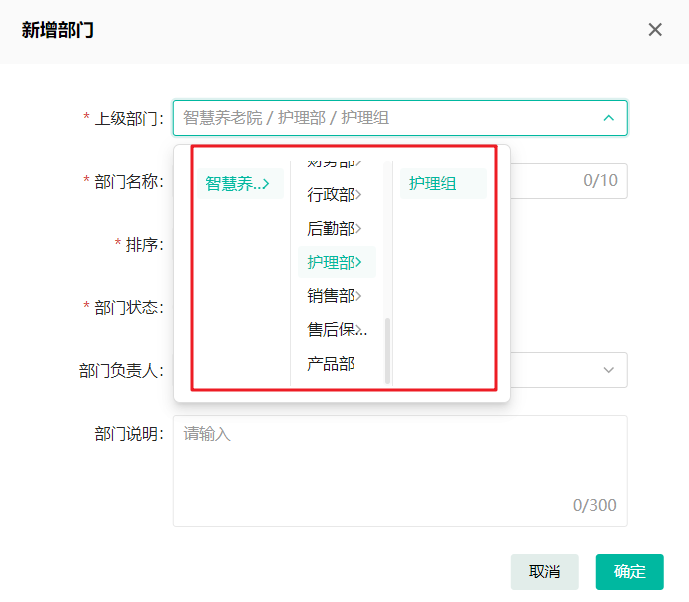 新增部门
* 上级部门: 智慧养老院 / 护理部 / 护理组
* 部门名称: 0/10
* 排序:
* 部门状态:
部门负责人:
智慧养..
财务部
行政部
后勤部
护理部
销售部
售后保...
产品部
护理组
部门说明: 请输入
0/300
取消 确定